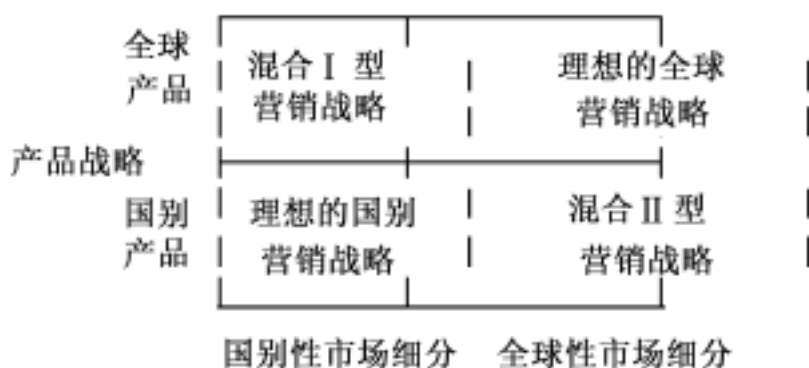 全球
产品
混合Ⅰ 型
营销战略
理想的全球
营销战略
产品战略
国别
产品
理想的国别
营销战略
混合Ⅱ 型
营销战略
国别性市场细分 全球性市场细分